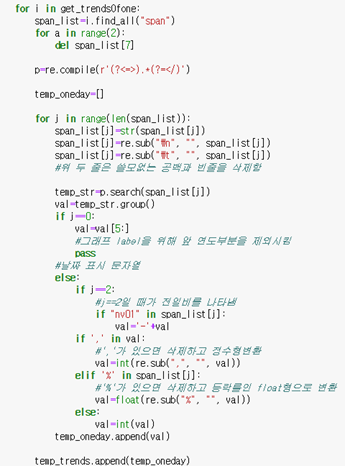 for i in get_trendsOfone:
    span_list=i.find_all("span")
    for a in range(2):
        del span_list[7]

    p=re.compile(r'(?<=>).*(?=</)')

    temp_oneday=[]

    for j in range(len(span_list)):
        span_list[j]=str(span_list[j])
        span_list[j]=re.sub("₩n", "", span_list[j])
        span_list[j]=re.sub("₩t", "", span_list[j])
        #위 두 줄은 쓸모없는 공백과 빈줄을 삭제함

        temp_str=p.search(span_list[j])
        val=temp_str.group()
        if j==0:
            val=val[5:]
            #그래프 label을 위해 앞 연도부분을 제외시킴
            pass
        #날짜 표시 문자열
        else:
            if j==2:
                #j==2일 때가 전일비를 나타낸
                if "nv01" in span_list[j]:
                    val='-'+val
            if ',' in val:
                #','가 있으면 삭제하고 정수형변환
                val=int(re.sub(",", "", val))
            elif '%' in span_list[j]:
                #'%'가 있으면 삭제하고 등락률인 float형으로 변환
                val=float(re.sub("%", "", val))
            else:
                val=int(val)
        temp_oneday.append(val)

    temp_trends.append(temp_oneday)